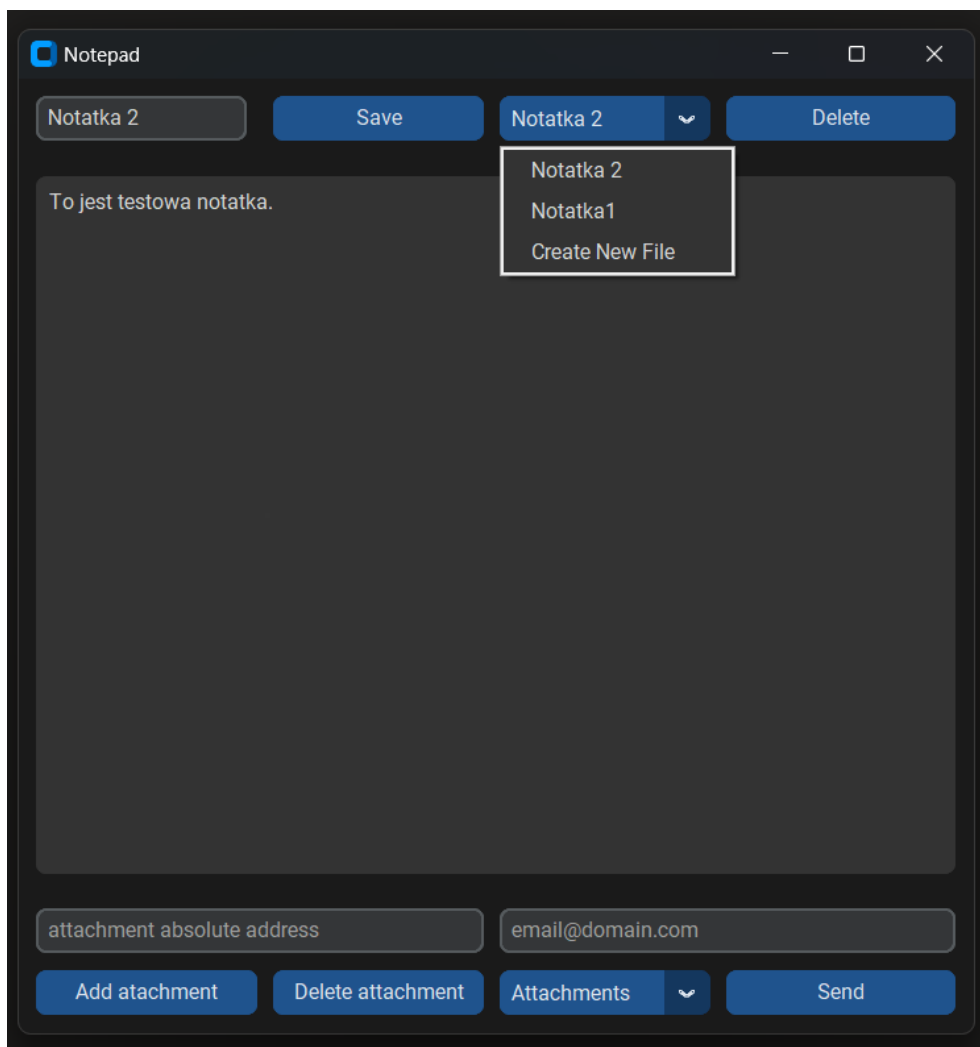 Notepad
Notatka 2 Save Notatka 2 Delete
Notatka 2
Notatka1
Create New File
To jest testowa notatka.
attachment absolute address email@domain.com
Add atachment Delete attachment Attachments Send